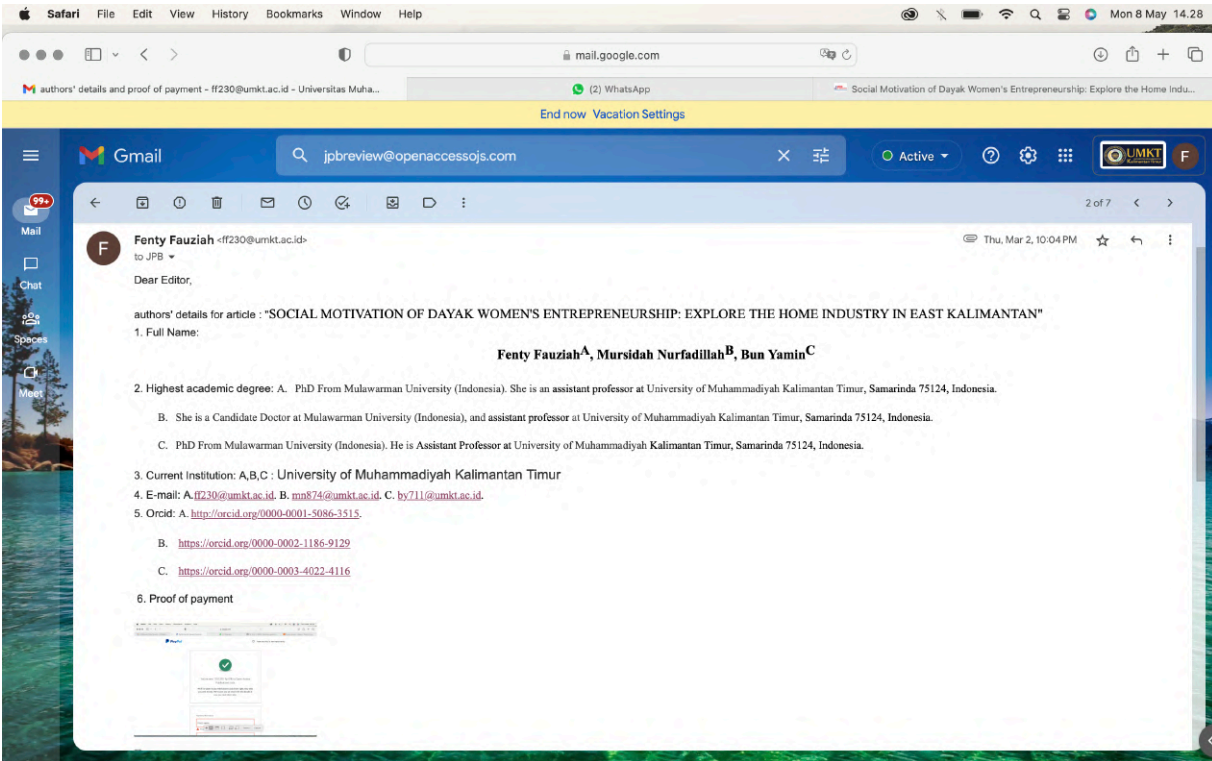 Safari File Edit View History Bookmarks Window Help Mon 8 May 14.28
mail.google.com
authors' details and proof of payment - ff230@umkt.ac.id - Universitas Muha... (2) WhatsApp Social Motivation of Dayak Women's Entrepreneurship: Explore the Home Indu...
End now Vacation Settings
Gmail jpbreview@openaccessojs.com Active UMKT F
99+ 2 of 7
Mail
Chat
Spaces
Meet
F Fenty Fauziah <ff230@umkt.ac.id> Thu, Mar 2, 10:04 PM
to JPB
Dear Editor,
authors' details for article : "SOCIAL MOTIVATION OF DAYAK WOMEN'S ENTREPRENEURSHIP: EXPLORE THE HOME INDUSTRY IN EAST KALIMANTAN"
1. Full Name:
Fenty FauziahA, Mursidah NurfadillahB, Bun YaminC
2. Highest academic degree: A. PhD From Mulawarman University (Indonesia). She is an assistant professor at University of Muhammadiyah Kalimantan Timur, Samarinda 75124, Indonesia.
B. She is a Candidate Doctor at Mulawarman University (Indonesia), and assistant professor at University of Muhammadiyah Kalimantan Timur, Samarinda 75124, Indonesia.
C. PhD From Mulawarman University (Indonesia). He is Assistant Professor at University of Muhammadiyah Kalimantan Timur, Samarinda 75124, Indonesia.
3. Current Institution: A,B,C : University of Muhammadiyah Kalimantan Timur
4. E-mail: A.ff230@umkt.ac.id. B. mn874@umkt.ac.id. C. by711@umkt.ac.id.
5. Orcid: A. http://orcid.org/0000-0001-5086-3515.
B. https://orcid.org/0000-0002-1186-9129
C. https://orcid.org/0000-0003-4022-4116
6. Proof of payment
PayPal